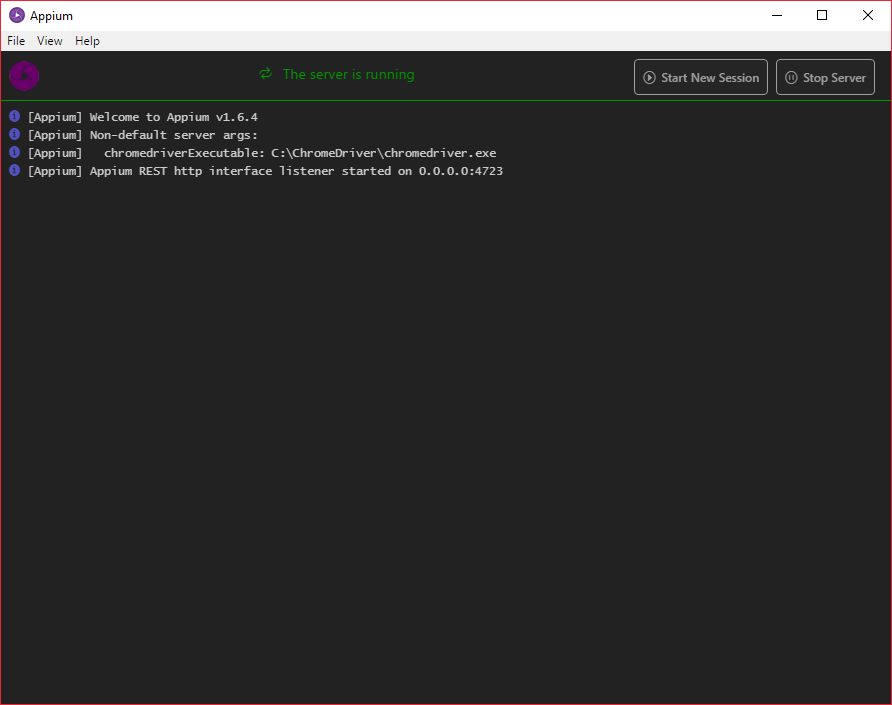 Appium
File View Help
The server is running
Start New Session
Stop Server
[Appium] Welcome to Appium v1.6.4
[Appium] Non-default server args:
[Appium]   chromedriverExecutable: C:\ChromeDriver\chromedriver.exe
[Appium] Appium REST http interface listener started on 0.0.0.0:4723